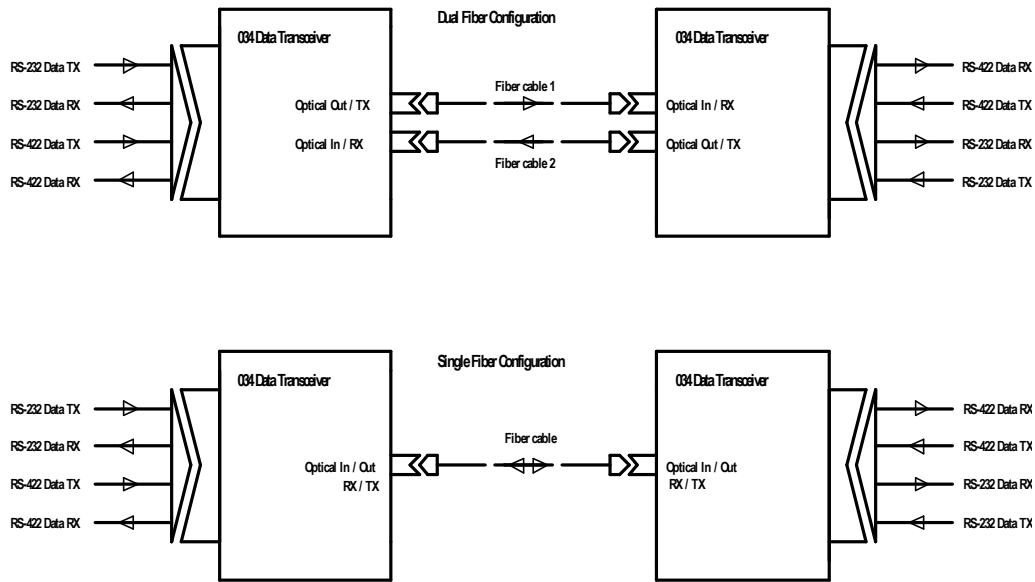 Dual Fiber Configuration
034 Data Transceiver
034 Data Transceiver
RS-232 Data TX
RS-232 Data RX
RS-422 Data TX
RS-422 Data RX
Optical Out / TX
Optical In / RX
Fiber cable 1
Fiber cable 2
Optical In / RX
Optical Out / TX
RS-422 Data RX
RS-422 Data TX
RS-232 Data RX
RS-232 Data TX
Single Fiber Configuration
034 Data Transceiver
034 Data Transceiver
RS-232 Data TX
RS-232 Data RX
RS-422 Data TX
RS-422 Data RX
Optical In / Out
RX / TX
Fiber cable
Optical In / Out
RX / TX
RS-422 Data RX
RS-422 Data TX
RS-232 Data RX
RS-232 Data TX